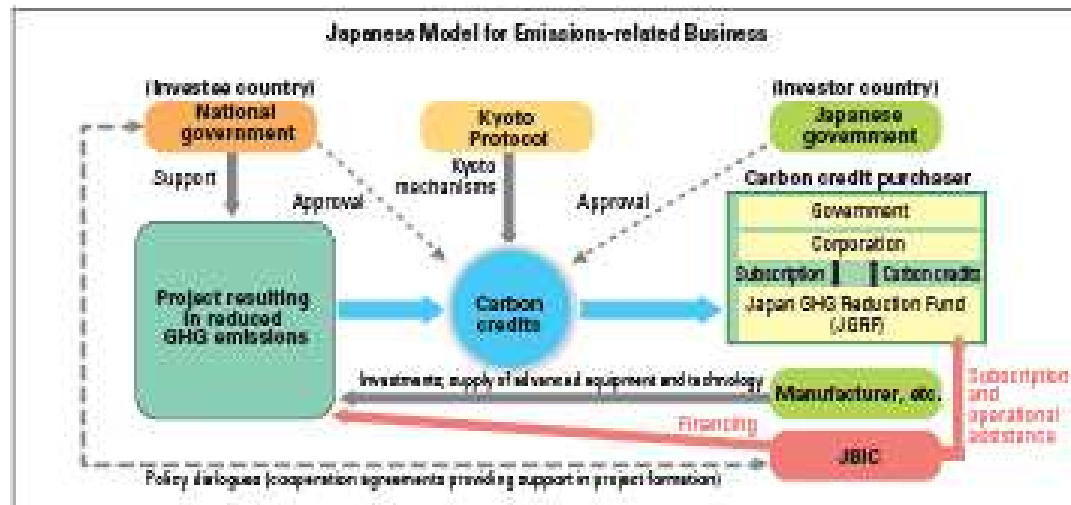 Japanese Model for Emissions-related Business
(Investee country)
National
government
Kyoto
Protocol
(Investor country)
Japanese
government
Support
Approval
Kyoto
mechanisms
Approval
Carbon credit purchaser
Government
Corporation
Subscription
Carbon credits
Japan GHG Reduction Fund
(JGRF)
Project resulting
in reduced
GHG emissions
Carbon
credits
Investments, supply of advanced equipment and technology
Manufacturer, etc.
Subscription
and
operational
assistance
Financing
JBIC
Policy dialogues (cooperation agreements providing support in project formation)